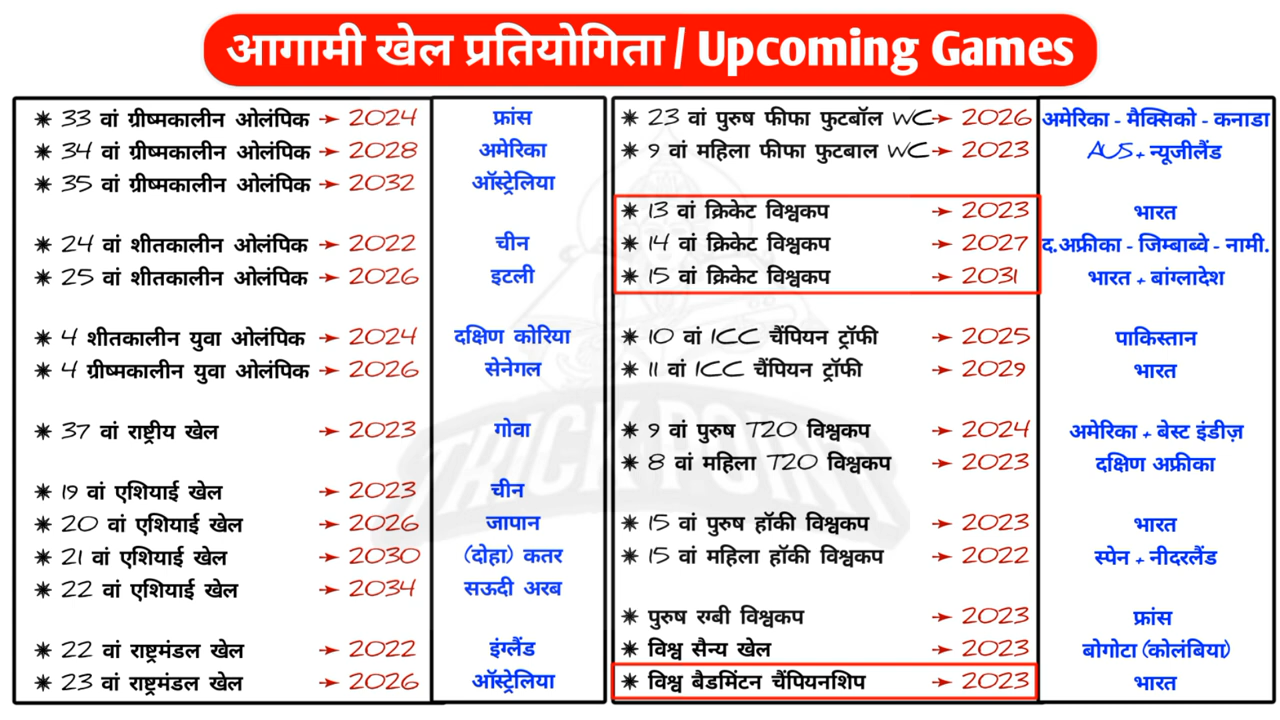 आगामी खेल प्रतियोगिता / Upcoming Games
✷ 33 वां ग्रीष्मकालीन ओलंपिक → 2024 फ्रांस
✷ 34 वां ग्रीष्मकालीन ओलंपिक → 2028 अमेरिका
✷ 35 वां ग्रीष्मकालीन ओलंपिक → 2032 ऑस्ट्रेलिया
✷ 24 वां शीतकालीन ओलंपिक → 2022 चीन
✷ 25 वां शीतकालीन ओलंपिक → 2026 इटली
✷ 4 शीतकालीन युवा ओलंपिक → 2024 दक्षिण कोरिया
✷ 4 ग्रीष्मकालीन युवा ओलंपिक → 2026 सेनेगल
✷ 37 वां राष्ट्रीय खेल → 2023 गोवा
✷ 19 वां एशियाई खेल → 2023 चीन
✷ 20 वां एशियाई खेल → 2026 जापान
✷ 21 वां एशियाई खेल → 2030 (दोहा) कतर
✷ 22 वां एशियाई खेल → 2034 सऊदी अरब
✷ 22 वां राष्ट्रमंडल खेल → 2022 इंग्लैंड
✷ 23 वां राष्ट्रमंडल खेल → 2026 ऑस्ट्रेलिया
✷ 23 वां पुरुष फीफा फुटबॉल WC → 2026 अमेरिका - मैक्सिको - कनाडा
✷ 9 वां महिला फीफा फुटबाल WC → 2023 AUS + न्यूजीलैंड
✷ 13 वां क्रिकेट विश्वकप → 2023 भारत
✷ 14 वां क्रिकेट विश्वकप → 2027 द.अफ्रीका - जिम्बाब्वे - नामी.
✷ 15 वां क्रिकेट विश्वकप → 2031 भारत + बांग्लादेश
✷ 10 वां ICC चैंपियन ट्रॉफी → 2025 पाकिस्तान
✷ 11 वां ICC चैंपियन ट्रॉफी → 2029 भारत
✷ 9 वां पुरुष T20 विश्वकप → 2024 अमेरिका + बेस्ट इंडीज़
✷ 8 वां महिला T20 विश्वकप → 2023 दक्षिण अफ्रीका
✷ 15 वां पुरुष हॉकी विश्वकप → 2023 भारत
✷ 15 वां महिला हॉकी विश्वकप → 2022 स्पेन + नीदरलैंड
✷ पुरुष रग्बी विश्वकप → 2023 फ्रांस
✷ विश्व सैन्य खेल → 2023 बोगोटा (कोलंबिया)
✷ विश्व बैडमिंटन चैंपियनशिप → 2023 भारत
TRICK POINT